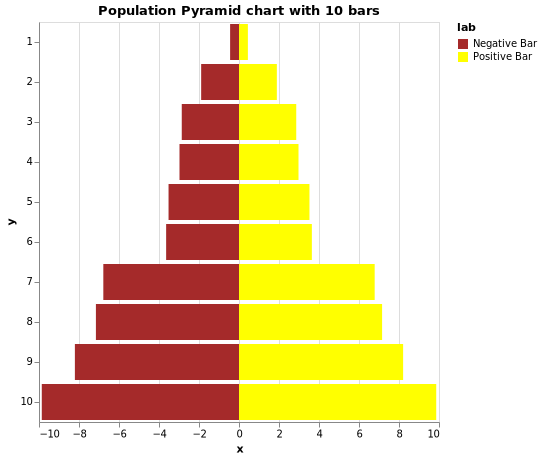 Population Pyramid chart with 10 bars
lab
Negative Bar
Positive Bar
y
1
2
3
4
5
6
7
8
9
10
−10 −8 −6 −4 −2 0 2 4 6 8 10
x